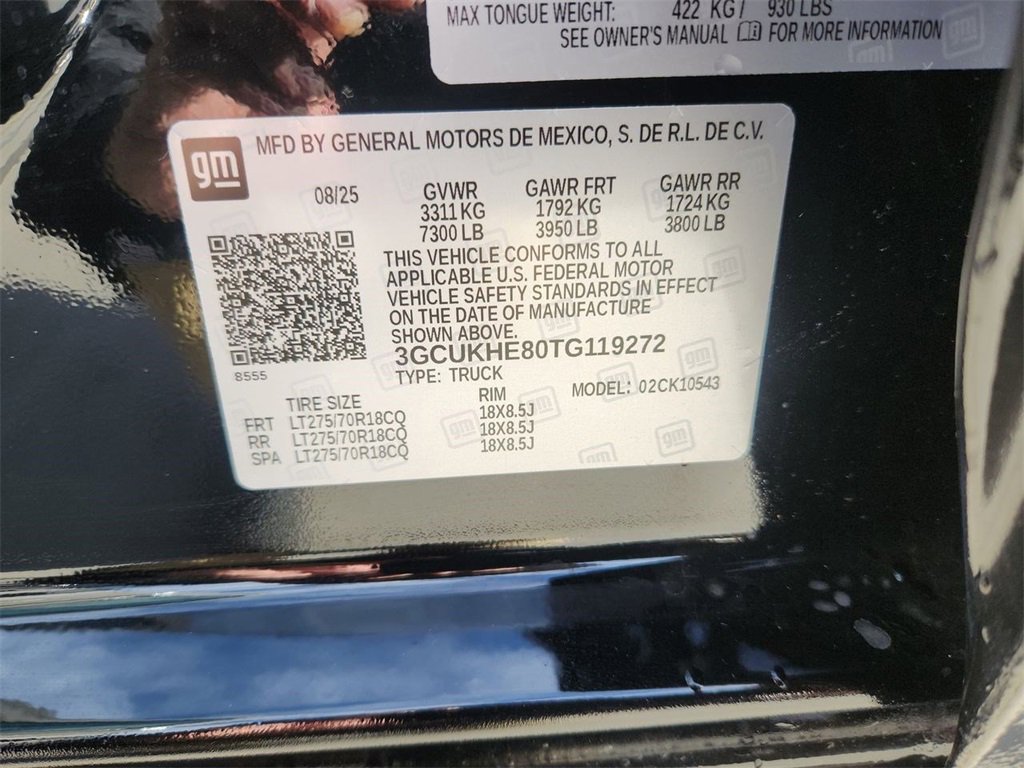 MAX TONGUE WEIGHT: 422 KG / 930 LBS
SEE OWNER'S MANUAL FOR MORE INFORMATION
gm MFD BY GENERAL MOTORS DE MEXICO, S. DE R.L. DE C.V.
08/25 GVWR GAWR FRT GAWR RR
3311 KG 1792 KG 1724 KG
7300 LB 3950 LB 3800 LB
THIS VEHICLE CONFORMS TO ALL
APPLICABLE U.S. FEDERAL MOTOR
VEHICLE SAFETY STANDARDS IN EFFECT
ON THE DATE OF MANUFACTURE
SHOWN ABOVE.
3GCUKHE80TG119272
8555
TYPE: TRUCK
MODEL: 02CK10543
TIRE SIZE RIM
FRT LT275/70R18CQ 18X8.5J
RR LT275/70R18CQ 18X8.5J
SPA LT275/70R18CQ 18X8.5J